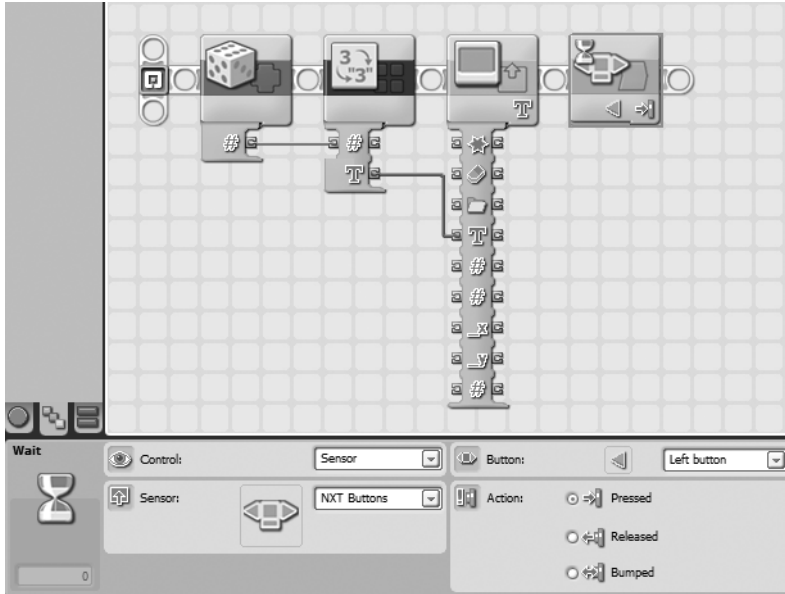 3
"3"
T
#
#
T
T
#
#
_x
_y
#
Wait
Control:
Sensor
Button:
Left button
Sensor:
NXT Buttons
Action:
Pressed
Released
Bumped
0